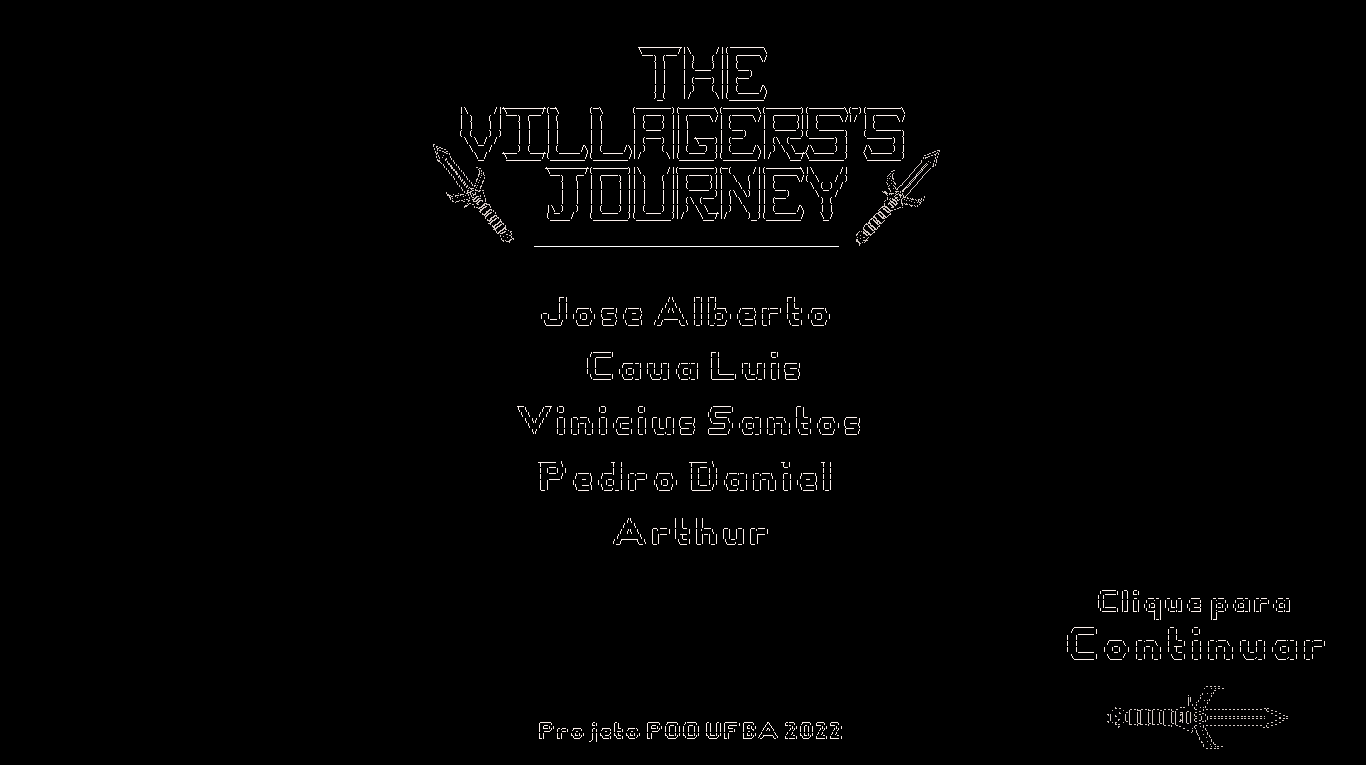 THE
VILLAGERS'S
JOURNEY
Jose Alberto
Caua Luis
Vinicius Santos
Pedro Daniel
Arthur
Clique para
Continuar
Projeto POO UFBA 2022